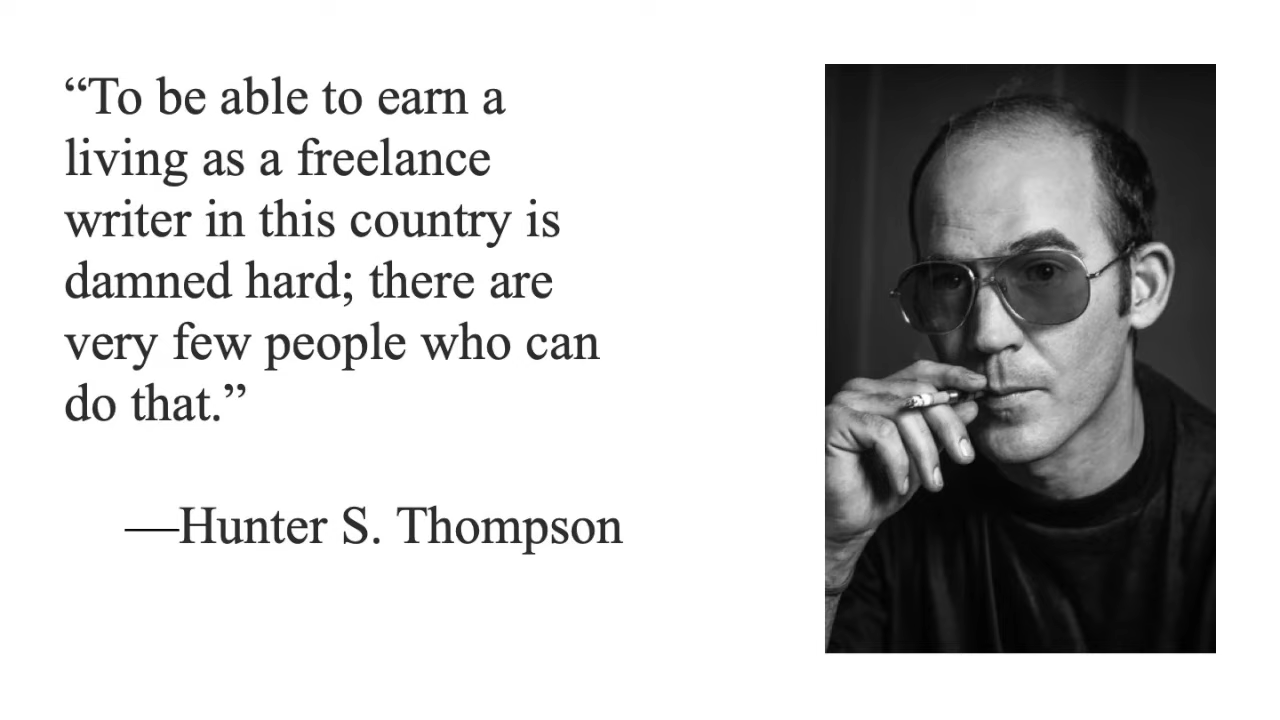 “To be able to earn a
living as a freelance
writer in this country is
damned hard; there are
very few people who can
do that.”
—Hunter S. Thompson